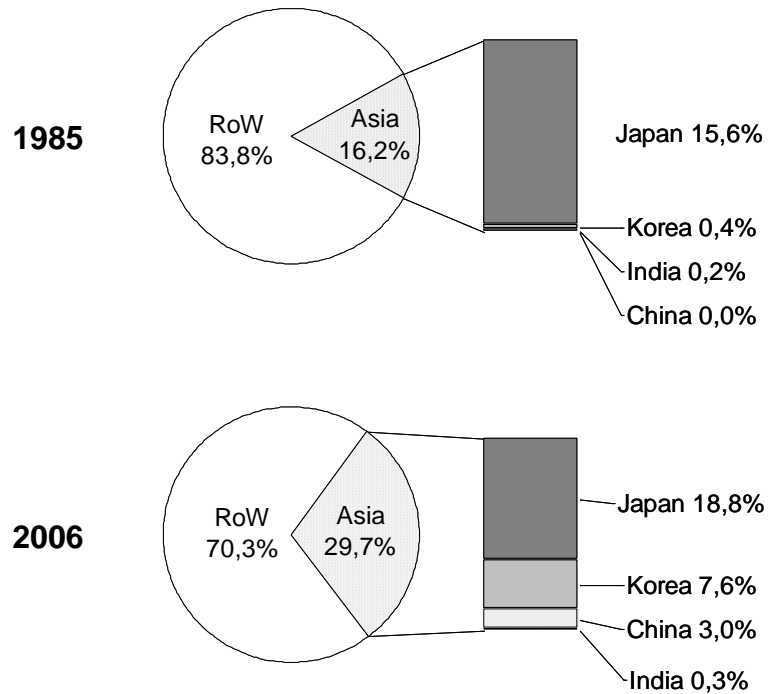 1985
RoW
83,8%
Asia
16,2%
Japan 15,6%
Korea 0,4%
India 0,2%
China 0,0%
2006
RoW
70,3%
Asia
29,7%
Japan 18,8%
Korea 7,6%
China 3,0%
India 0,3%